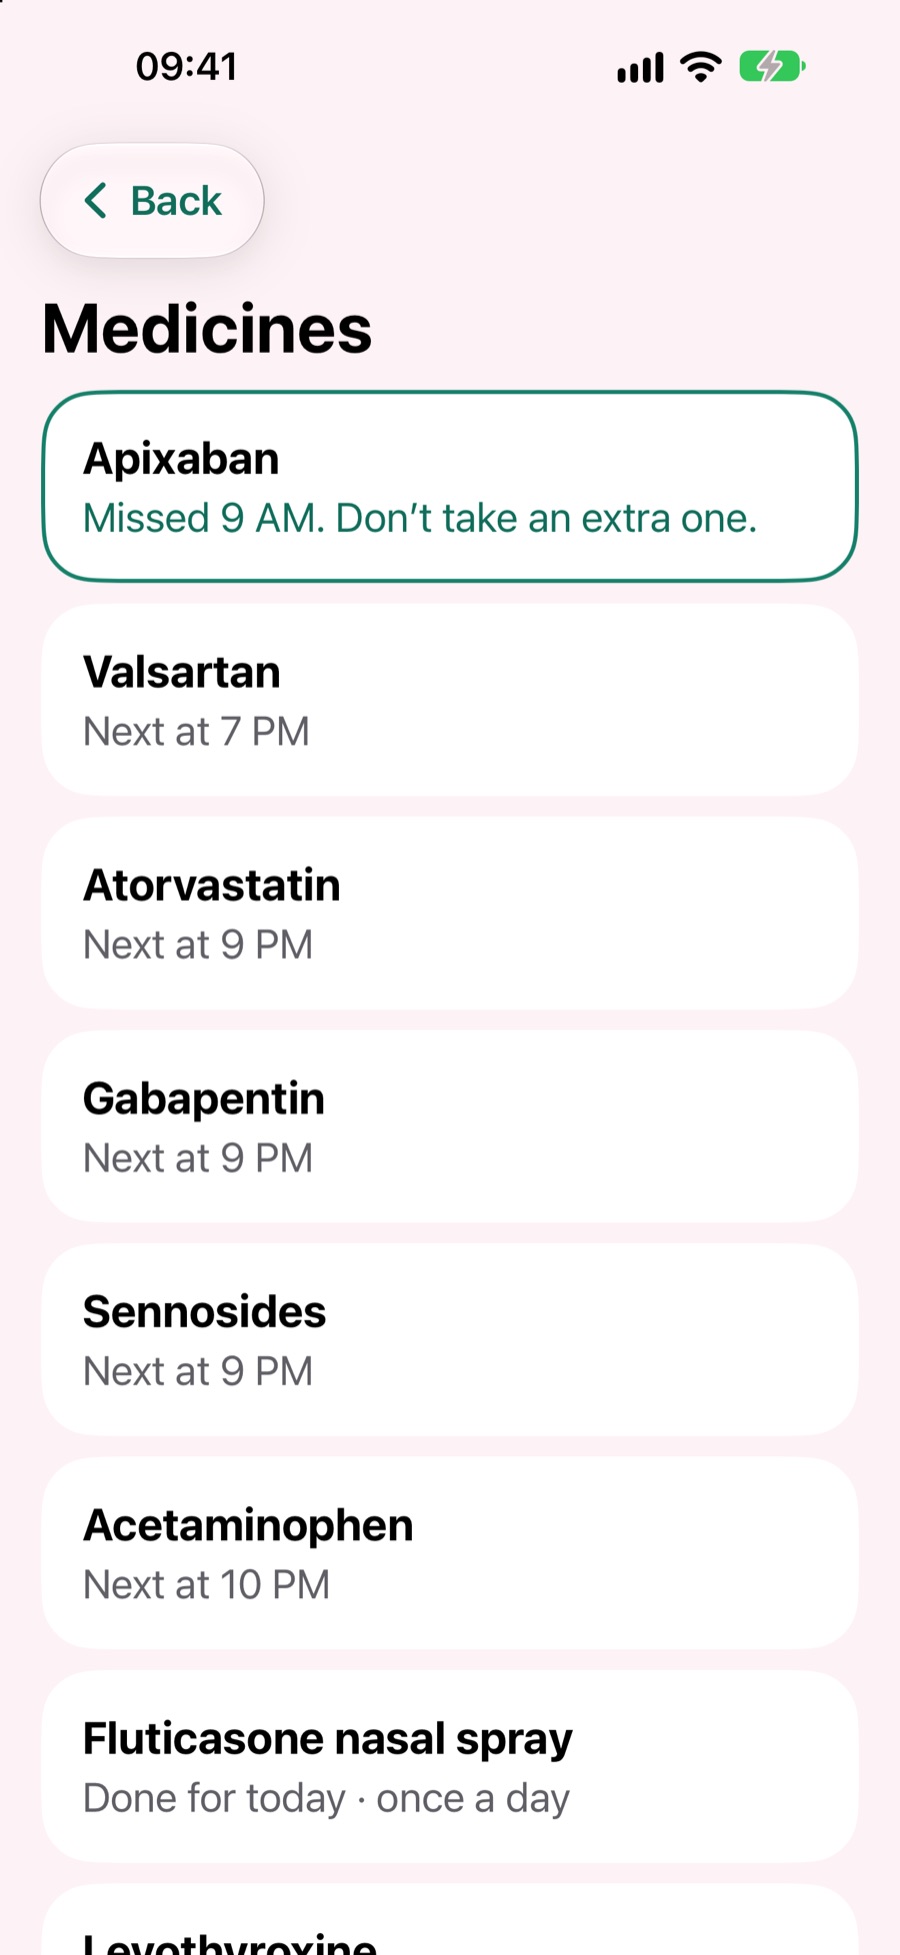 09:41
Back
Medicines
Apixaban
Missed 9 AM. Don’t take an extra one.
Valsartan
Next at 7 PM
Atorvastatin
Next at 9 PM
Gabapentin
Next at 9 PM
Sennosides
Next at 9 PM
Acetaminophen
Next at 10 PM
Fluticasone nasal spray
Done for today · once a day
Levothyroxine